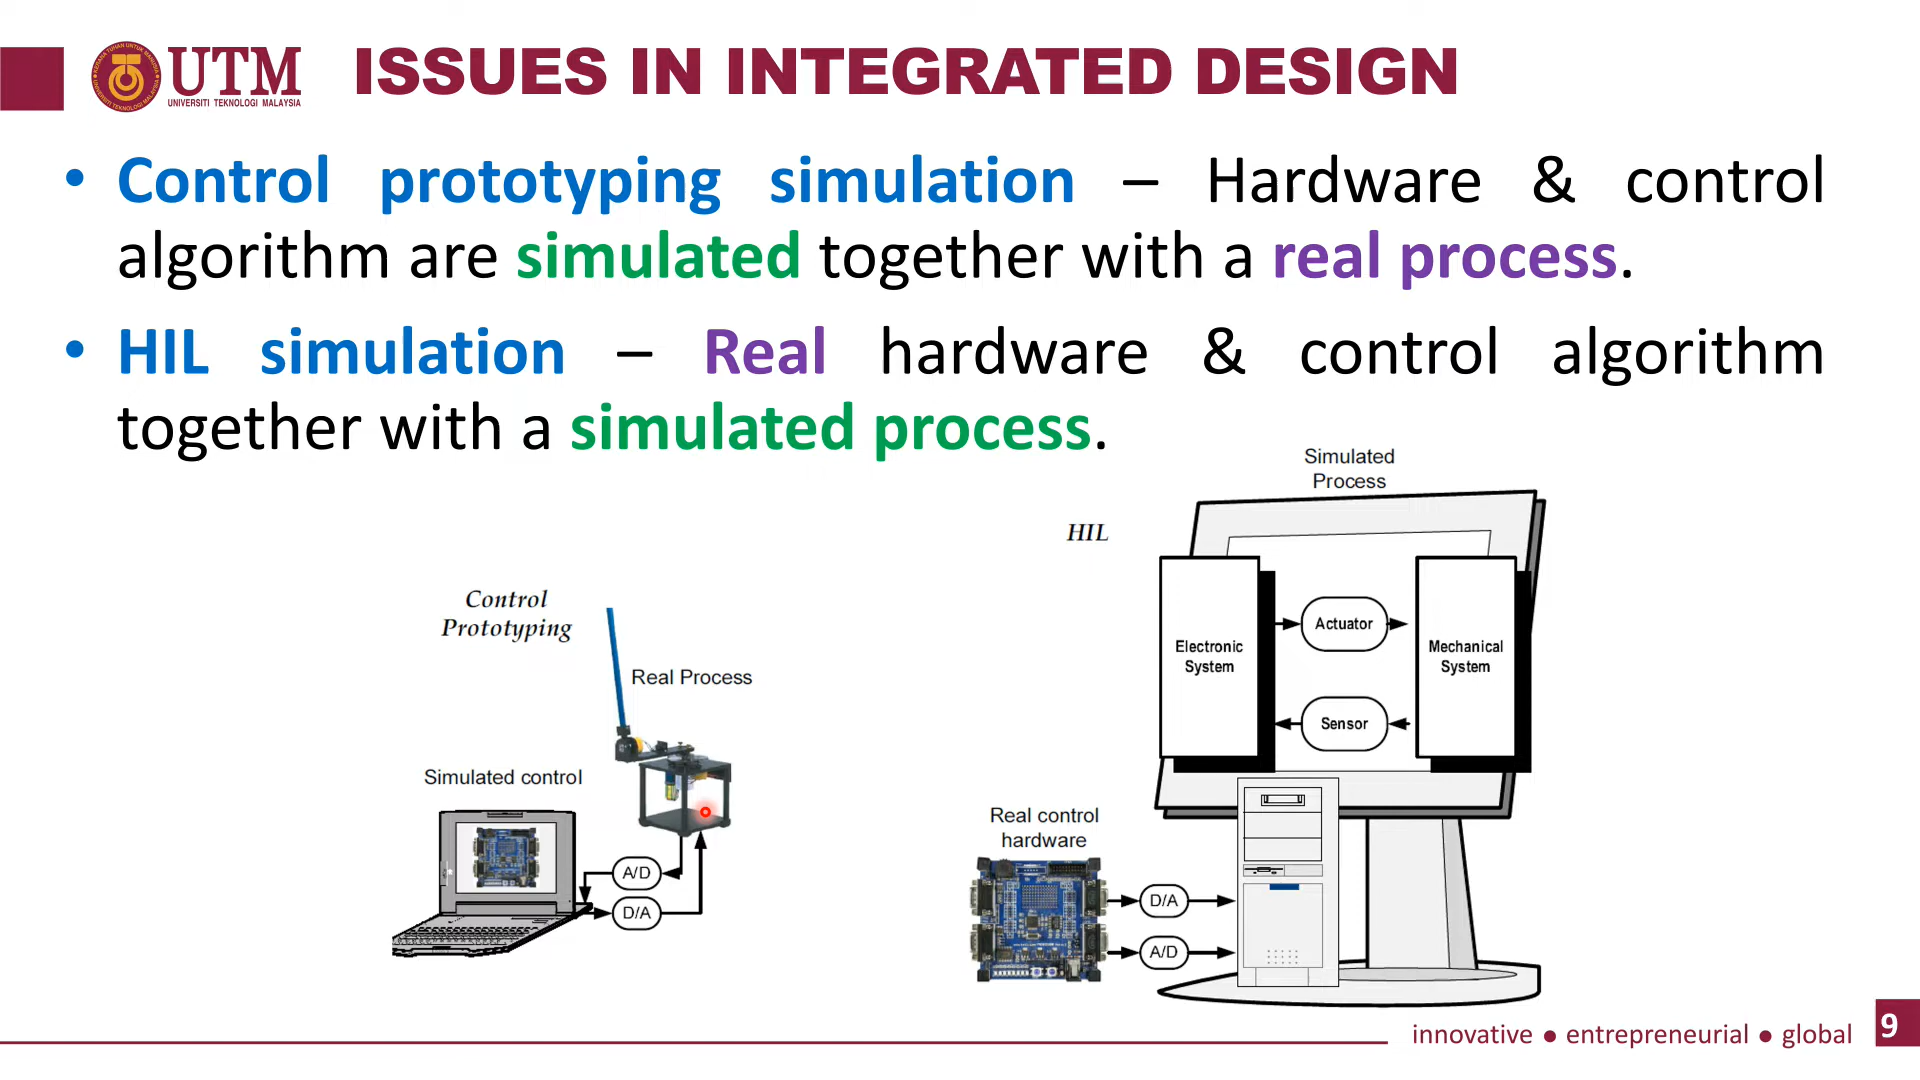 UTM
UNIVERSITI TEKNOLOGI MALAYSIA
ISSUES IN INTEGRATED DESIGN
• Control prototyping simulation – Hardware & control
algorithm are simulated together with a real process.
• HIL simulation – Real hardware & control algorithm
together with a simulated process.
Simulated
Process
HIL
Control
Prototyping
Real Process
Simulated control
A/D
D/A
Electronic
System
Actuator
Sensor
Mechanical
System
Real control
hardware
D/A
A/D
innovative ● entrepreneurial ● global
9